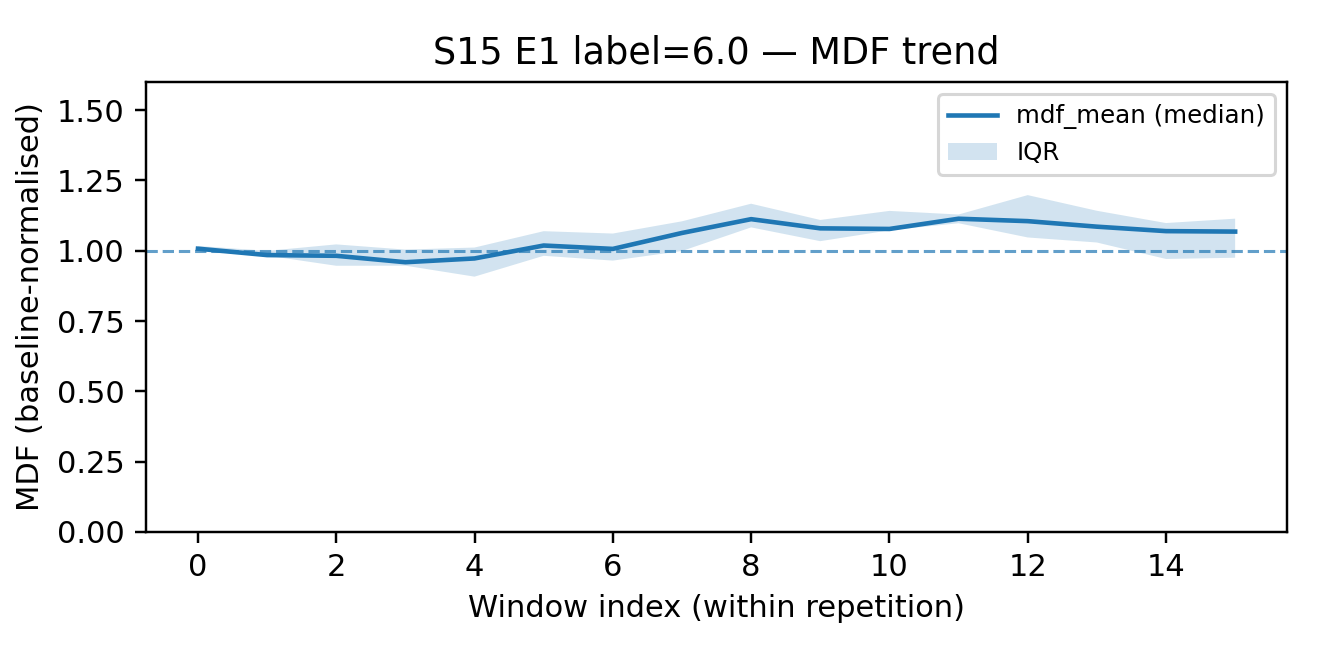 S15 E1 label=6.0 — MDF trend
mdf_mean (median)
IQR
MDF (baseline-normalised)
1.50
1.25
1.00
0.75
0.50
0.25
0.00
0 2 4 6 8 10 12 14
Window index (within repetition)